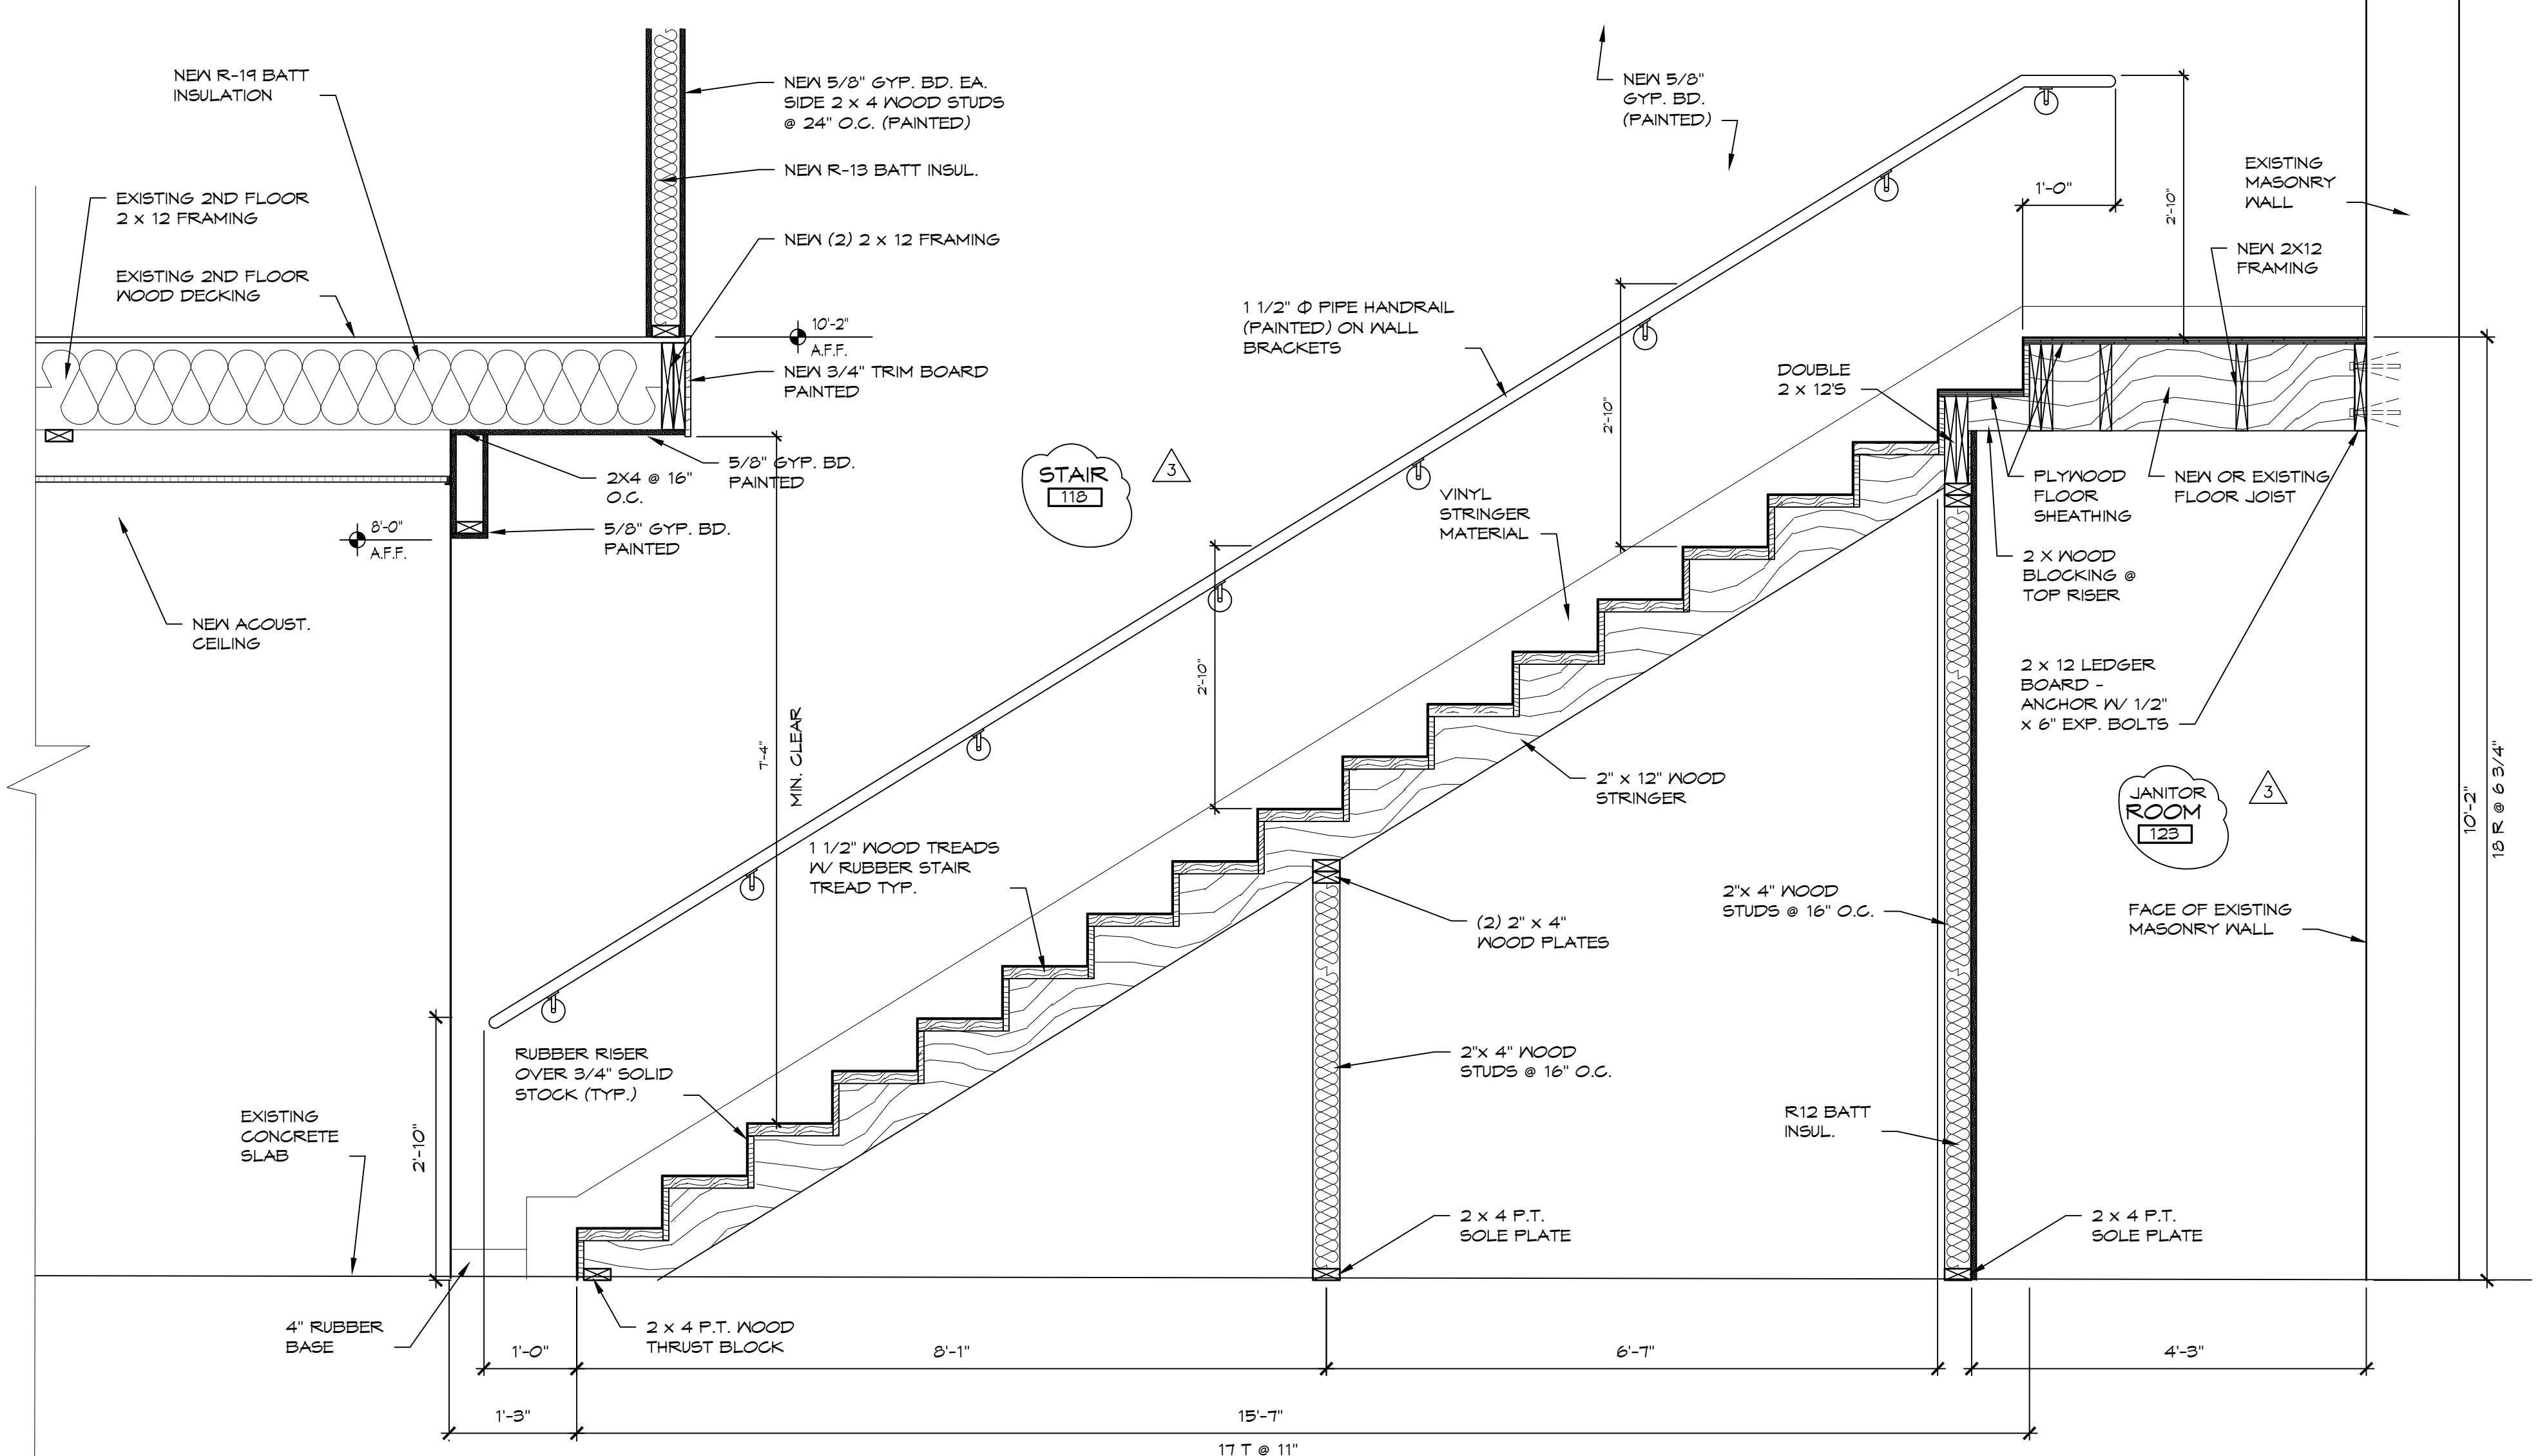 NEW R-19 BATT
INSULATION
EXISTING 2ND FLOOR
2 x 12 FRAMING
EXISTING 2ND FLOOR
WOOD DECKING
NEW 5/8" GYP. BD. EA.
SIDE 2 x 4 WOOD STUDS
@ 24" O.C. (PAINTED)
NEW R-13 BATT INSUL.
NEW (2) 2 x 12 FRAMING
10'-2"
A.F.F.
NEW 3/4" TRIM BOARD
PAINTED
5/8" GYP. BD.
PAINTED
2X4 @ 16"
O.C.
5/8" GYP. BD.
PAINTED
8'-0"
A.F.F.
NEW ACOUST.
CEILING
STAIR
118
3
NEW 5/8"
GYP. BD.
(PAINTED)
1 1/2" Φ PIPE HANDRAIL
(PAINTED) ON WALL
BRACKETS
1'-0"
2'-10"
EXISTING
MASONRY
WALL
NEW 2X12
FRAMING
DOUBLE
2 x 12'S
2'-10"
VINYL
STRINGER
MATERIAL
PLYWOOD
FLOOR
SHEATHING
NEW OR EXISTING
FLOOR JOIST
2 X WOOD
BLOCKING @
TOP RISER
2 x 12 LEDGER
BOARD -
ANCHOR W/ 1/2"
x 6" EXP. BOLTS
2'-10"
7'-4"
MIN. CLEAR
2" x 12" WOOD
STRINGER
JANITOR
ROOM
123
3
10'-2"
18 R @ 6 3/4"
1 1/2" WOOD TREADS
W/ RUBBER STAIR
TREAD TYP.
(2) 2" x 4"
WOOD PLATES
2"x 4" WOOD
STUDS @ 16" O.C.
FACE OF EXISTING
MASONRY WALL
RUBBER RISER
OVER 3/4" SOLID
STOCK (TYP.)
2"x 4" WOOD
STUDS @ 16" O.C.
R12 BATT
INSUL.
EXISTING
CONCRETE
SLAB
2'-10"
2 x 4 P.T.
SOLE PLATE
2 x 4 P.T.
SOLE PLATE
4" RUBBER
BASE
2 x 4 P.T. WOOD
THRUST BLOCK
1'-0"
8'-1"
6'-7"
4'-3"
1'-3"
15'-7"
17 T @ 11"